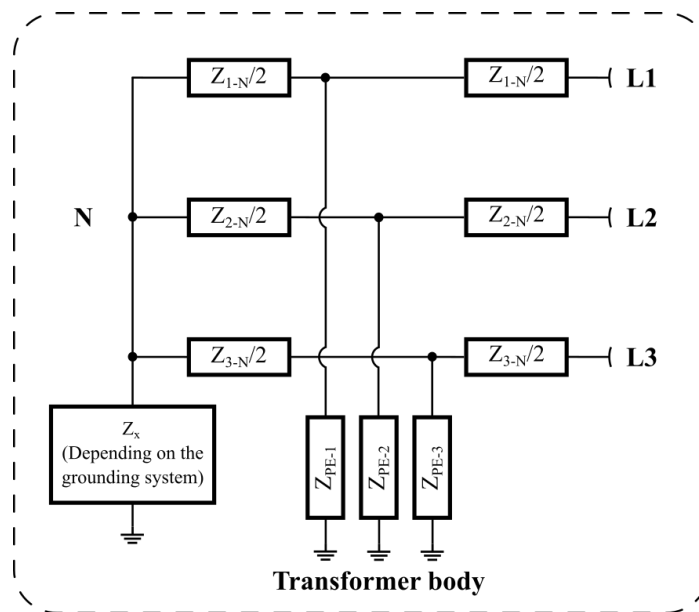 Z1-N/2
Z1-N/2
L1
N
Z2-N/2
Z2-N/2
L2
Z3-N/2
Z3-N/2
L3
Zx
(Depending on the
grounding system)
ZPE-1
ZPE-2
ZPE-3
Transformer body